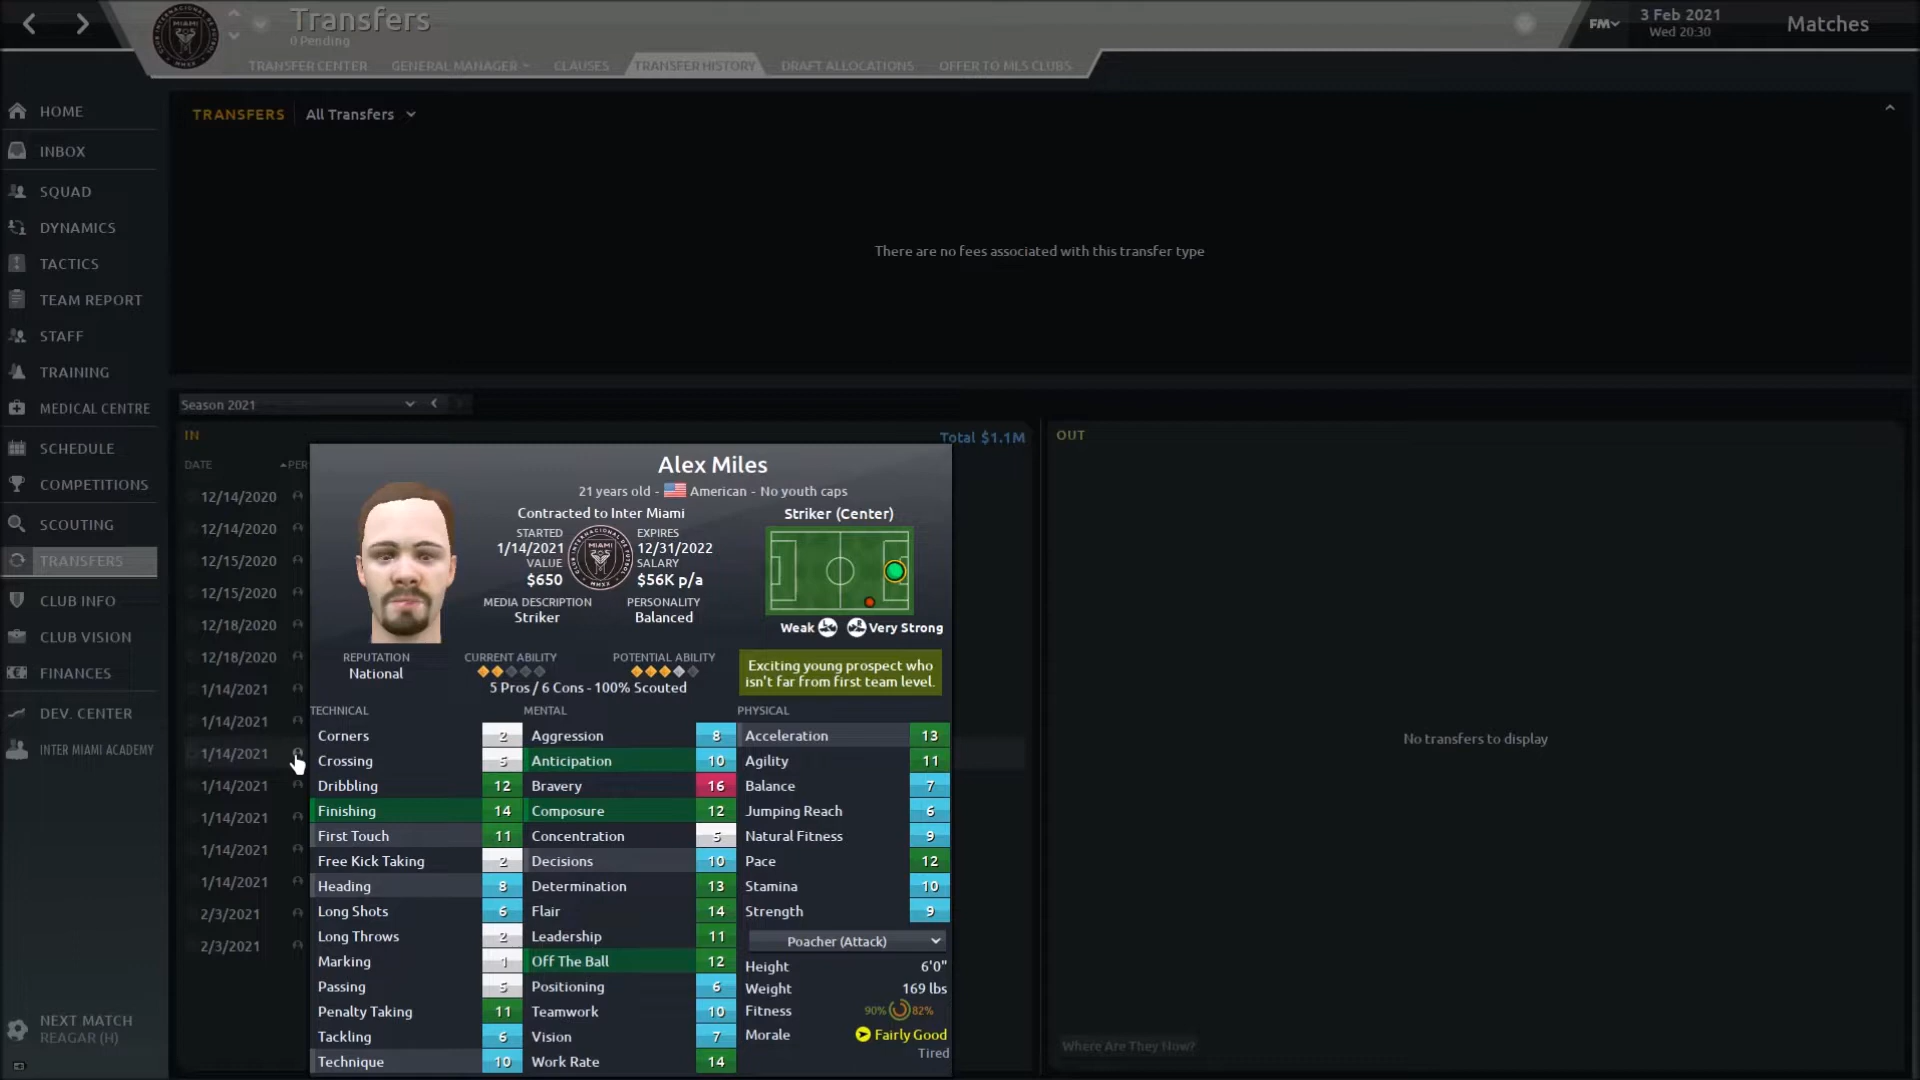 Transfers
0 Pending
FM
3 Feb 2021
Wed 20:30
Matches
TRANSFER CENTER
GENERAL MANAGER
CLAUSES
TRANSFER HISTORY
DRAFT ALLOCATIONS
OFFER TO MLS CLUBS
HOME
INBOX
SQUAD
DYNAMICS
TACTICS
TEAM REPORT
STAFF
TRAINING
MEDICAL CENTRE
SCHEDULE
COMPETITIONS
SCOUTING
TRANSFERS
CLUB INFO
CLUB VISION
FINANCES
DEV. CENTER
INTER MIAMI ACADEMY
NEXT MATCH
REAGAR (H)
TRANSFERS
All Transfers
There are no fees associated with this transfer type
Season 2021
IN
Total $1.1M
DATE
PER
12/14/2020
12/14/2020
12/15/2020
12/15/2020
12/18/2020
12/18/2020
1/14/2021
1/14/2021
1/14/2021
1/14/2021
1/14/2021
1/14/2021
1/14/2021
2/3/2021
2/3/2021
OUT
No transfers to display
Where Are They Now?
Alex Miles
21 years old - American - No youth caps
Contracted to Inter Miami
STARTED
1/14/2021
VALUE
$650
EXPIRES
12/31/2022
SALARY
$56K p/a
MEDIA DESCRIPTION
Striker
PERSONALITY
Balanced
Striker (Center)
Weak
Very Strong
REPUTATION
National
CURRENT ABILITY
POTENTIAL ABILITY
5 Pros / 6 Cons - 100% Scouted
Exciting young prospect who
isn't far from first team level.
TECHNICAL
Corners 2
Crossing 5
Dribbling 12
Finishing 14
First Touch 11
Free Kick Taking 2
Heading 8
Long Shots 6
Long Throws 2
Marking 1
Passing 5
Penalty Taking 11
Tackling 6
Technique 10
MENTAL
Aggression 8
Anticipation 10
Bravery 16
Composure 12
Concentration 5
Decisions 10
Determination 13
Flair 14
Leadership 11
Off The Ball 12
Positioning 6
Teamwork 10
Vision 7
Work Rate 14
PHYSICAL
Acceleration 13
Agility 11
Balance 7
Jumping Reach 6
Natural Fitness 9
Pace 12
Stamina 10
Strength 9
Poacher (Attack)
Height 6'0"
Weight 169 lbs
Fitness 90% 82%
Morale Fairly Good
Tired